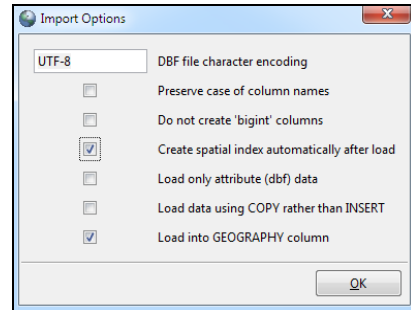 Import Options
UTF-8 DBF file character encoding
Preserve case of column names
Do not create 'bigint' columns
Create spatial index automatically after load
Load only attribute (dbf) data
Load data using COPY rather than INSERT
Load into GEOGRAPHY column
OK